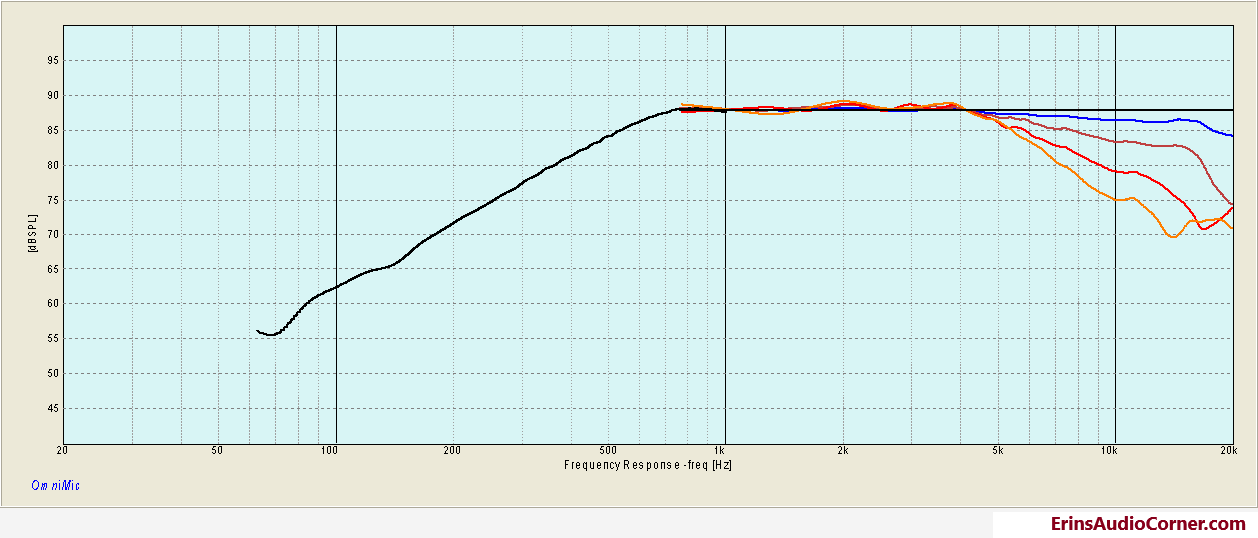 95
90
85
80
75
70
65
60
55
50
45
[dBSPL]
20 50 100 200 500 1k 2k 5k 10k 20k
Frequency Response -freq [Hz]
OmniMic
ErinsAudioCorner.com